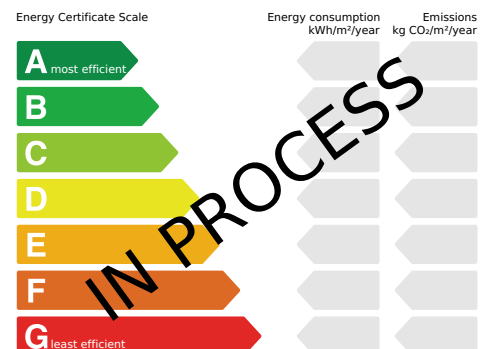 Energy Certificate Scale
Energy consumption
kWh/m²/year
Emissions
kg CO₂/m²/year
A most efficient
B
C
D
E
F
G least efficient
IN PROCESS